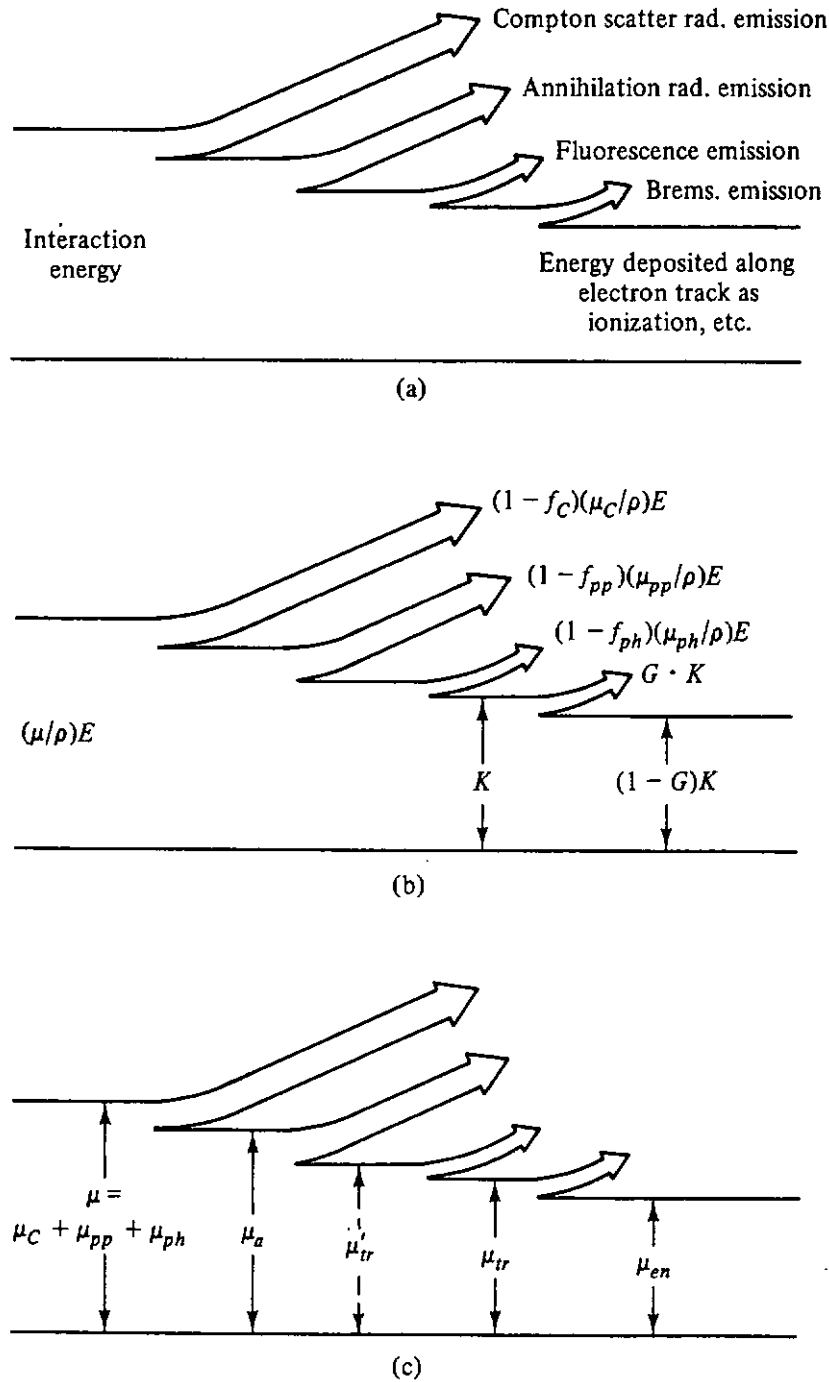 Compton scatter rad. emission
Annihilation rad. emission
Fluorescence emission
Brems. emission
Interaction
energy
Energy deposited along
electron track as
ionization, etc.
(a)
(1 − f_C)(μ_C/ρ)E
(1 − f_pp)(μ_pp/ρ)E
(1 − f_ph)(μ_ph/ρ)E
G · K
(μ/ρ)E
K
(1 − G)K
(b)
μ =
μ_C + μ_pp + μ_ph
μ_a
μ'_tr
μ_tr
μ_en
(c)